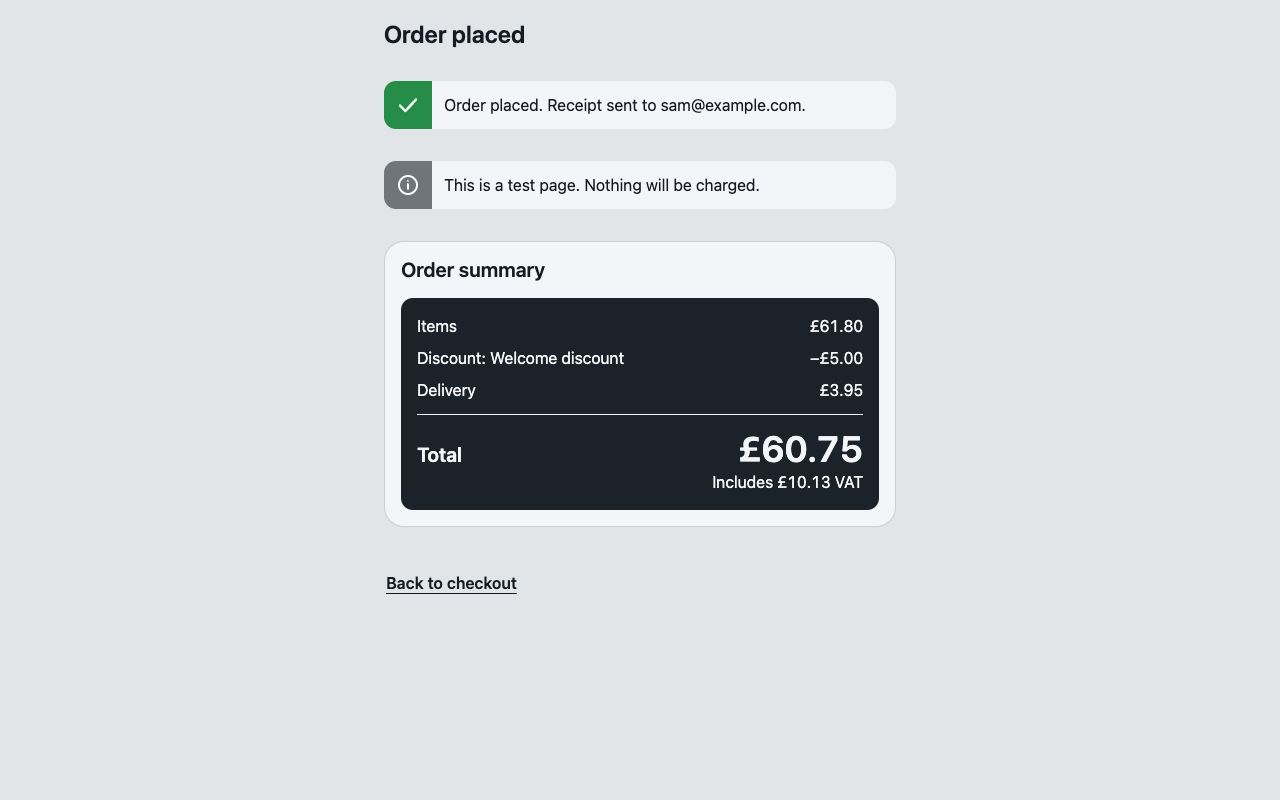 Order placed
Order placed. Receipt sent to sam@example.com.
This is a test page. Nothing will be charged.
Order summary
Items £61.80
Discount: Welcome discount −£5.00
Delivery £3.95
Total £60.75
Includes £10.13 VAT
Back to checkout